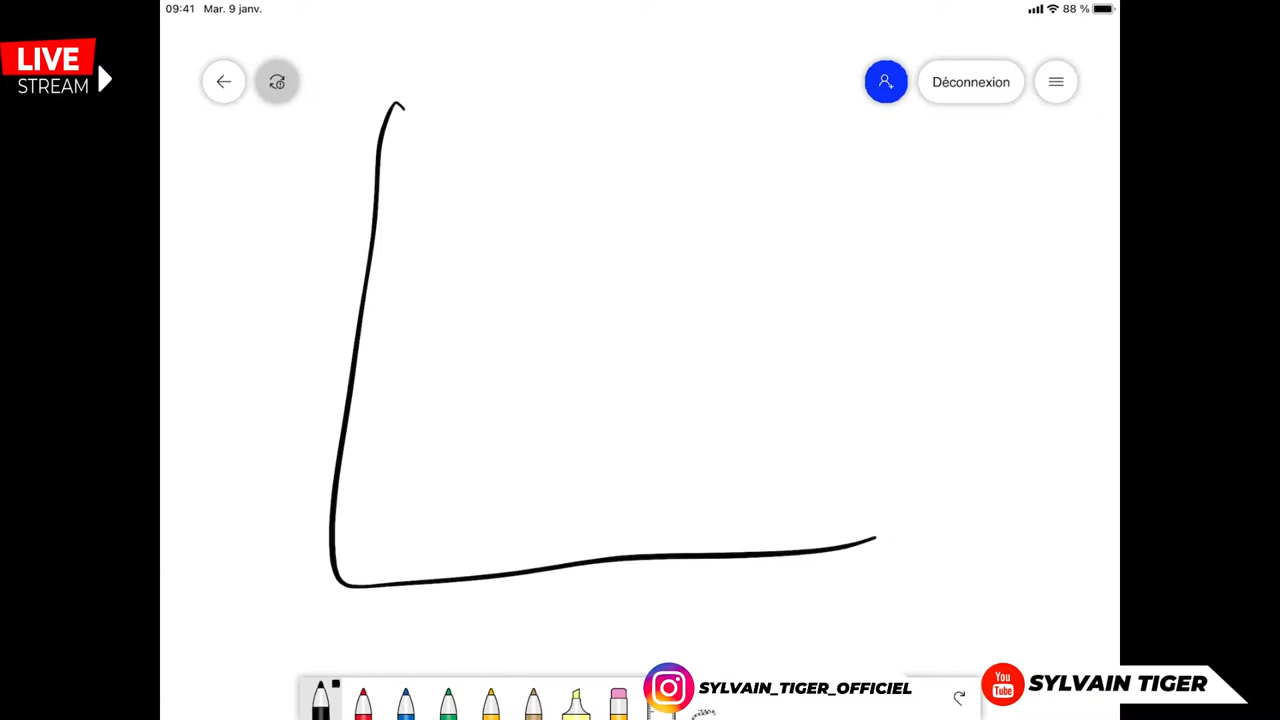 09:41 Mar. 9 janv.
88 %
LIVE
STREAM
Déconnexion
You
Tube
SYLVAIN_TIGER_OFFICIEL
SYLVAIN TIGER